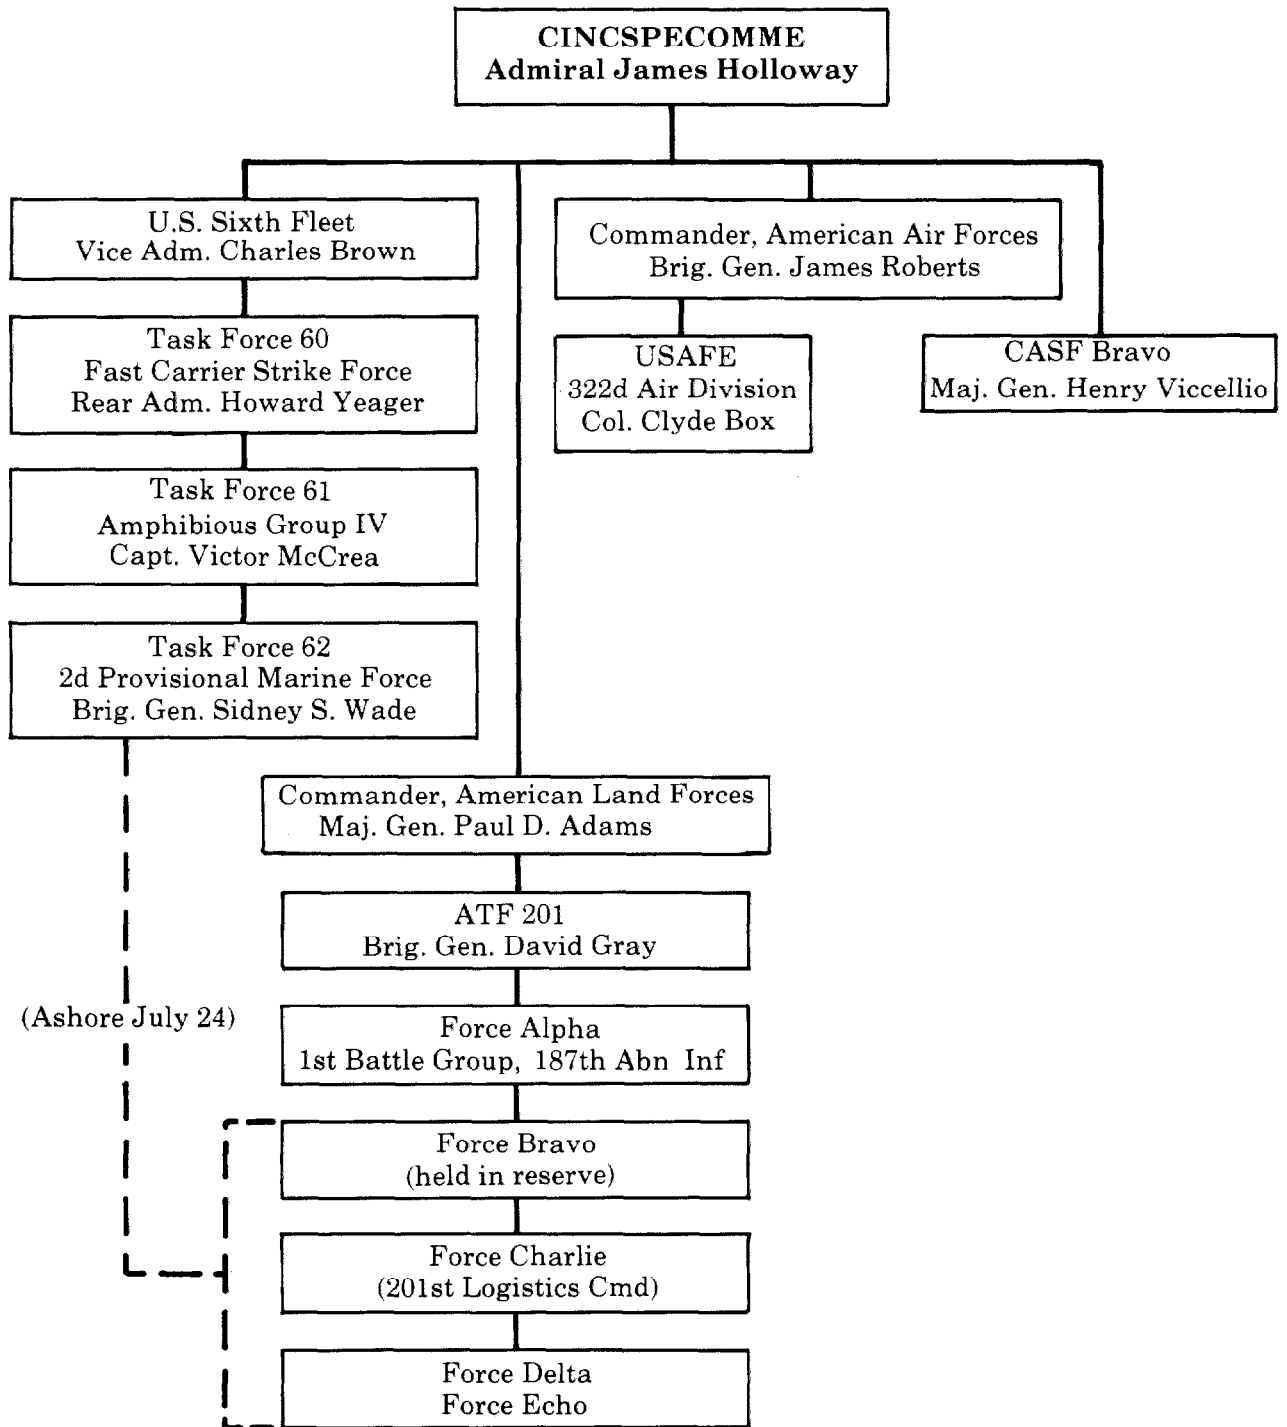 CINCSPECOMME
Admiral James Holloway
U.S. Sixth Fleet
Vice Adm. Charles Brown
Commander, American Air Forces
Brig. Gen. James Roberts
Task Force 60
Fast Carrier Strike Force
Rear Adm. Howard Yeager
USAFE
322d Air Division
Col. Clyde Box
CASF Bravo
Maj. Gen. Henry Viccellio
Task Force 61
Amphibious Group IV
Capt. Victor McCrea
Task Force 62
2d Provisional Marine Force
Brig. Gen. Sidney S. Wade
Commander, American Land Forces
Maj. Gen. Paul D. Adams
ATF 201
Brig. Gen. David Gray
(Ashore July 24)
Force Alpha
1st Battle Group, 187th Abn Inf
Force Bravo
(held in reserve)
Force Charlie
(201st Logistics Cmd)
Force Delta
Force Echo